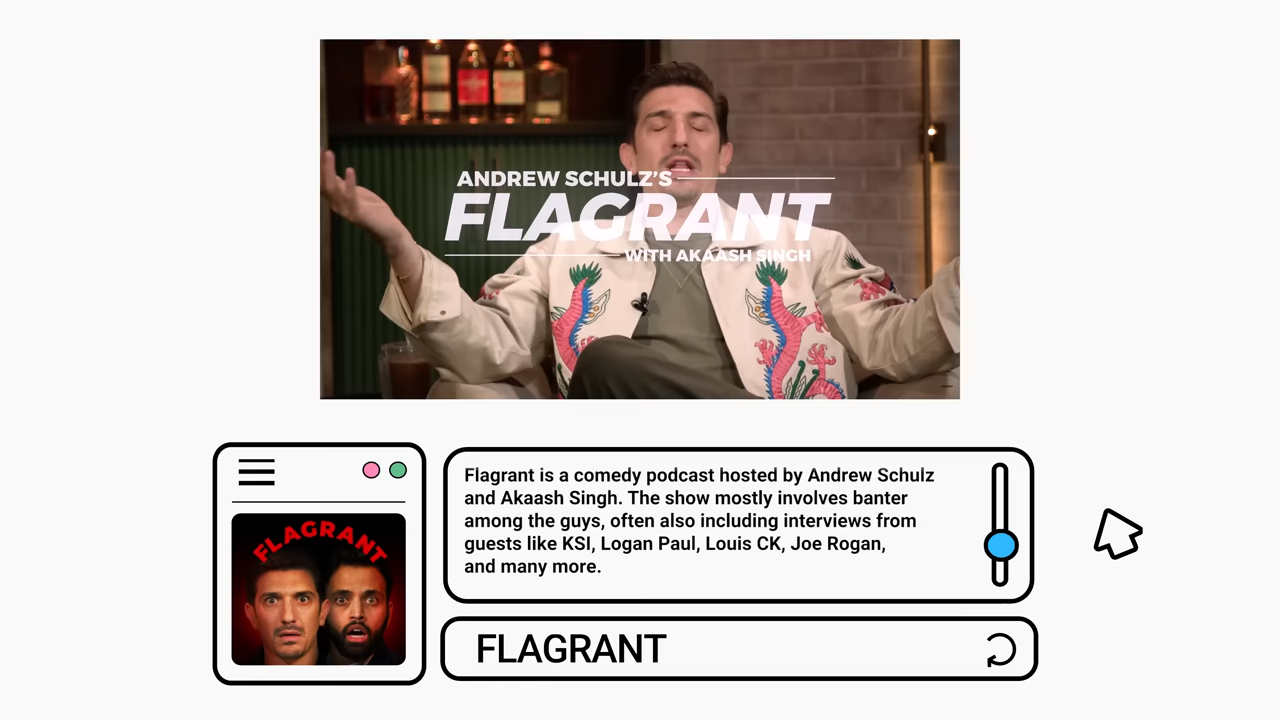 ANDREW SCHULZ'S
FLAGRANT
WITH AKAASH SINGH
FLAGRANT
Flagrant is a comedy podcast hosted by Andrew Schulz
and Akaash Singh. The show mostly involves banter
among the guys, often also including interviews from
guests like KSI, Logan Paul, Louis CK, Joe Rogan,
and many more.
FLAGRANT